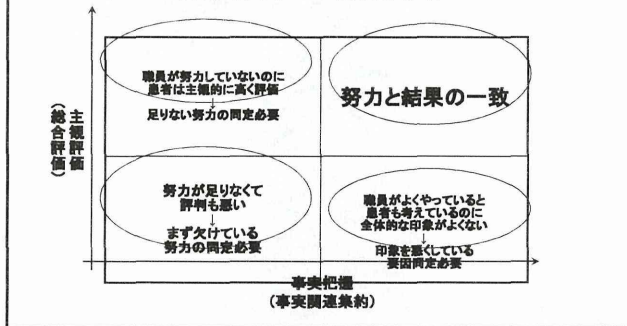 職員が努力していないのに
患者は主観的に高く評価
↓
足りない努力の同定必要
努力と結果の一致
主観評価
(総合評価)
努力が足りなくて
評判も悪い
↓
まず欠けている
努力の同定必要
職員がよくやっていると
患者も考えているのに
全体的な印象がよくない
↓
印象を悪くしている
要因同定必要
事実把握
(事実関連集約)